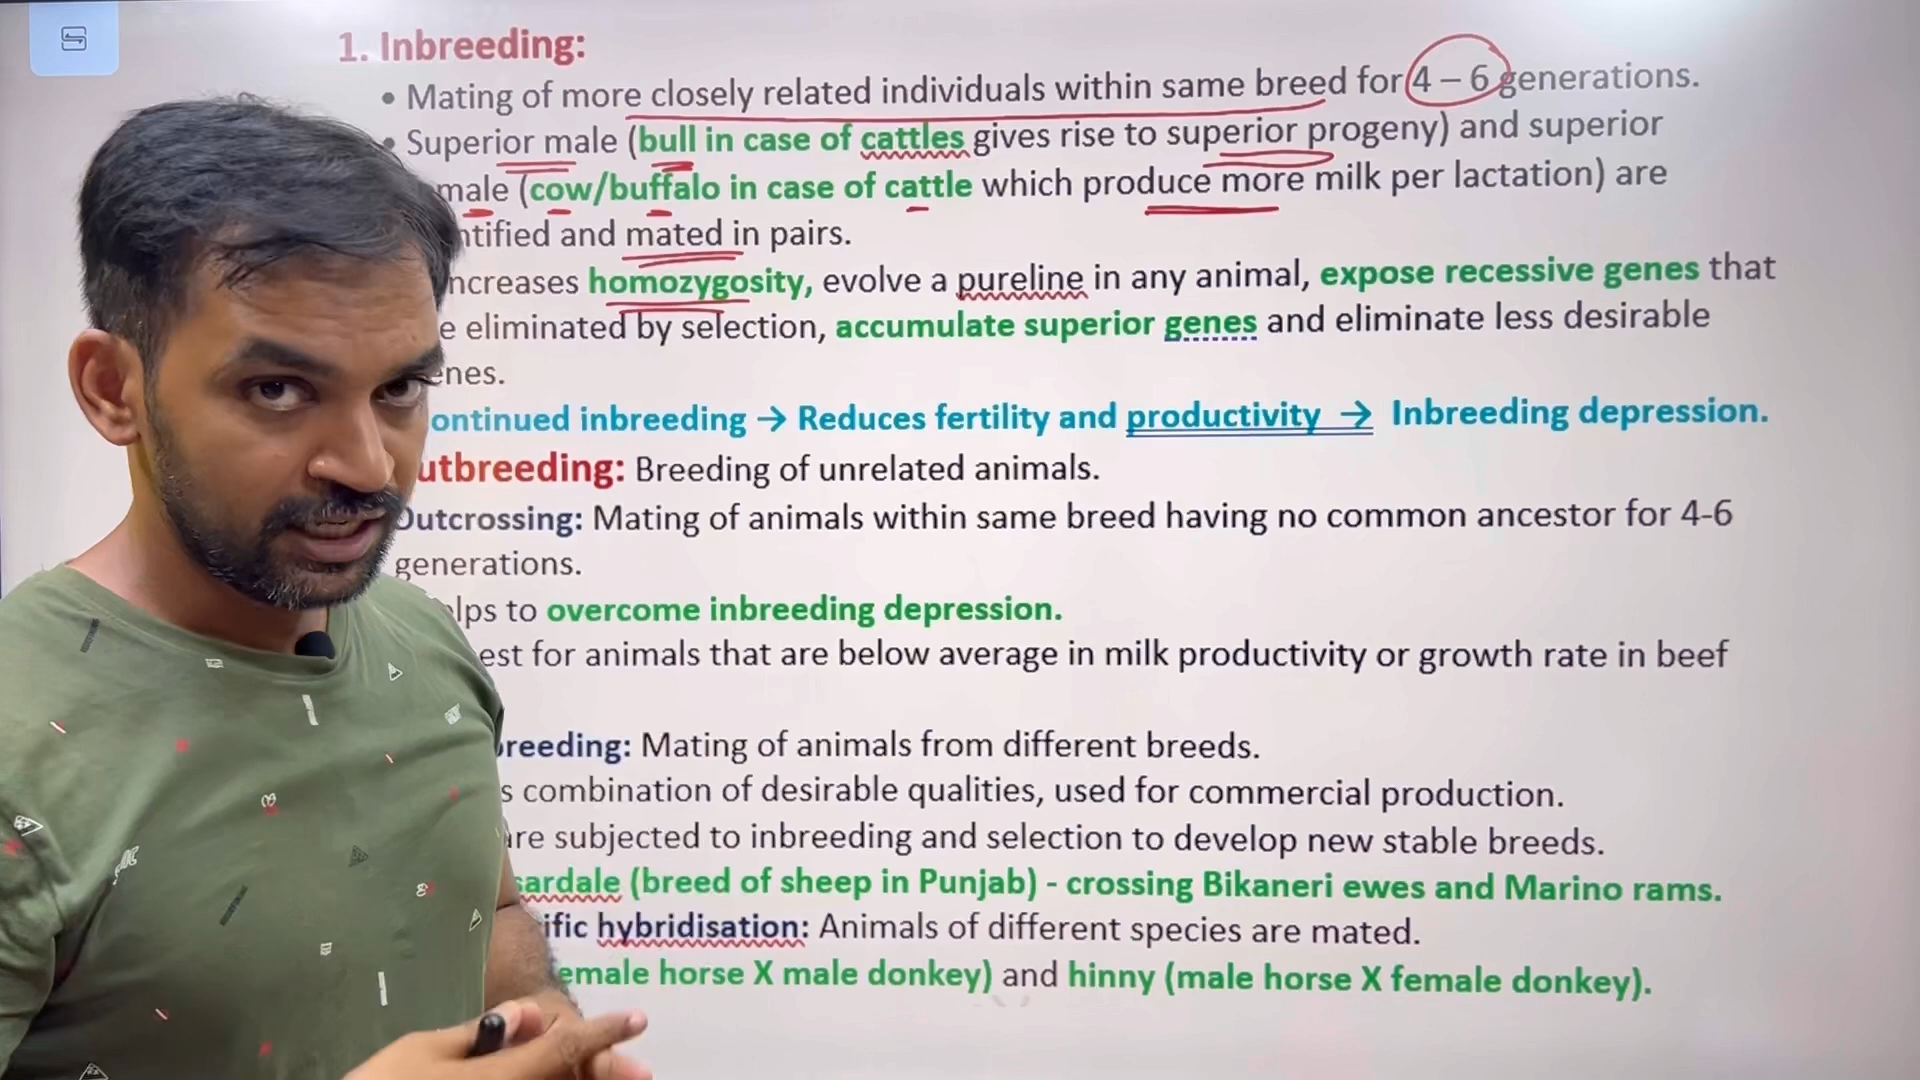 1. Inbreeding:
• Mating of more closely related individuals within same breed for 4 – 6 generations.
• Superior male (bull in case of cattles gives rise to superior progeny) and superior
male (cow/buffalo in case of cattle which produce more milk per lactation) are
ntified and mated in pairs.
ncreases homozygosity, evolve a pureline in any animal, expose recessive genes that
e eliminated by selection, accumulate superior genes and eliminate less desirable
enes.
ontinued inbreeding → Reduces fertility and productivity → Inbreeding depression.
utbreeding: Breeding of unrelated animals.
Outcrossing: Mating of animals within same breed having no common ancestor for 4-6
generations.
elps to overcome inbreeding depression.
est for animals that are below average in milk productivity or growth rate in beef
breeding: Mating of animals from different breeds.
s combination of desirable qualities, used for commercial production.
are subjected to inbreeding and selection to develop new stable breeds.
sardale (breed of sheep in Punjab) - crossing Bikaneri ewes and Marino rams.
ific hybridisation: Animals of different species are mated.
emale horse X male donkey) and hinny (male horse X female donkey).